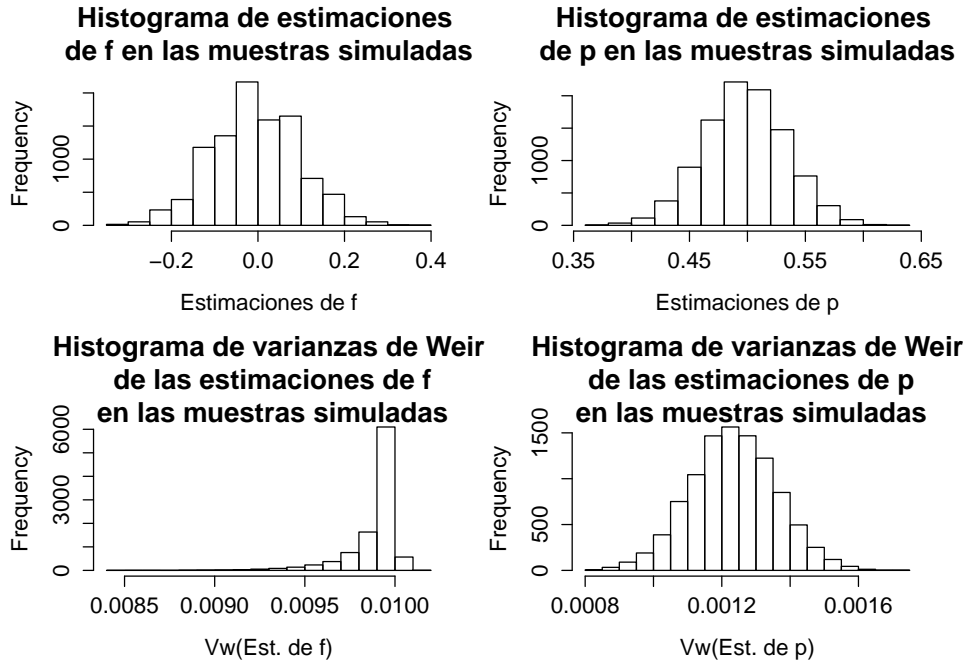 Histograma de estimaciones
de f en las muestras simuladas
Frequency
0
1000
−0.2
0.0
0.2
0.4
Estimaciones de f
Histograma de estimaciones
de p en las muestras simuladas
Frequency
0
1000
0.35
0.45
0.55
0.65
Estimaciones de p
Histograma de varianzas de Weir
de las estimaciones de f
en las muestras simuladas
Frequency
0
3000
6000
0.0085
0.0090
0.0095
0.0100
Vw(Est. de f)
Histograma de varianzas de Weir
de las estimaciones de p
en las muestras simuladas
Frequency
0
500
1500
0.0008
0.0012
0.0016
Vw(Est. de p)